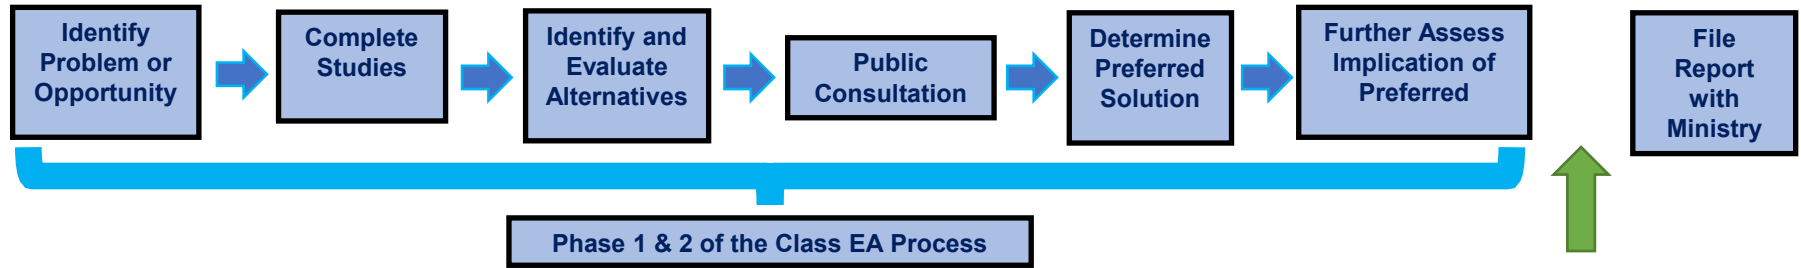 Identify
Problem or
Opportunity
Complete
Studies
Identify and
Evaluate
Alternatives
Public
Consultation
Determine
Preferred
Solution
Further Assess
Implication of
Preferred
File
Report
with
Ministry
Phase 1 & 2 of the Class EA Process